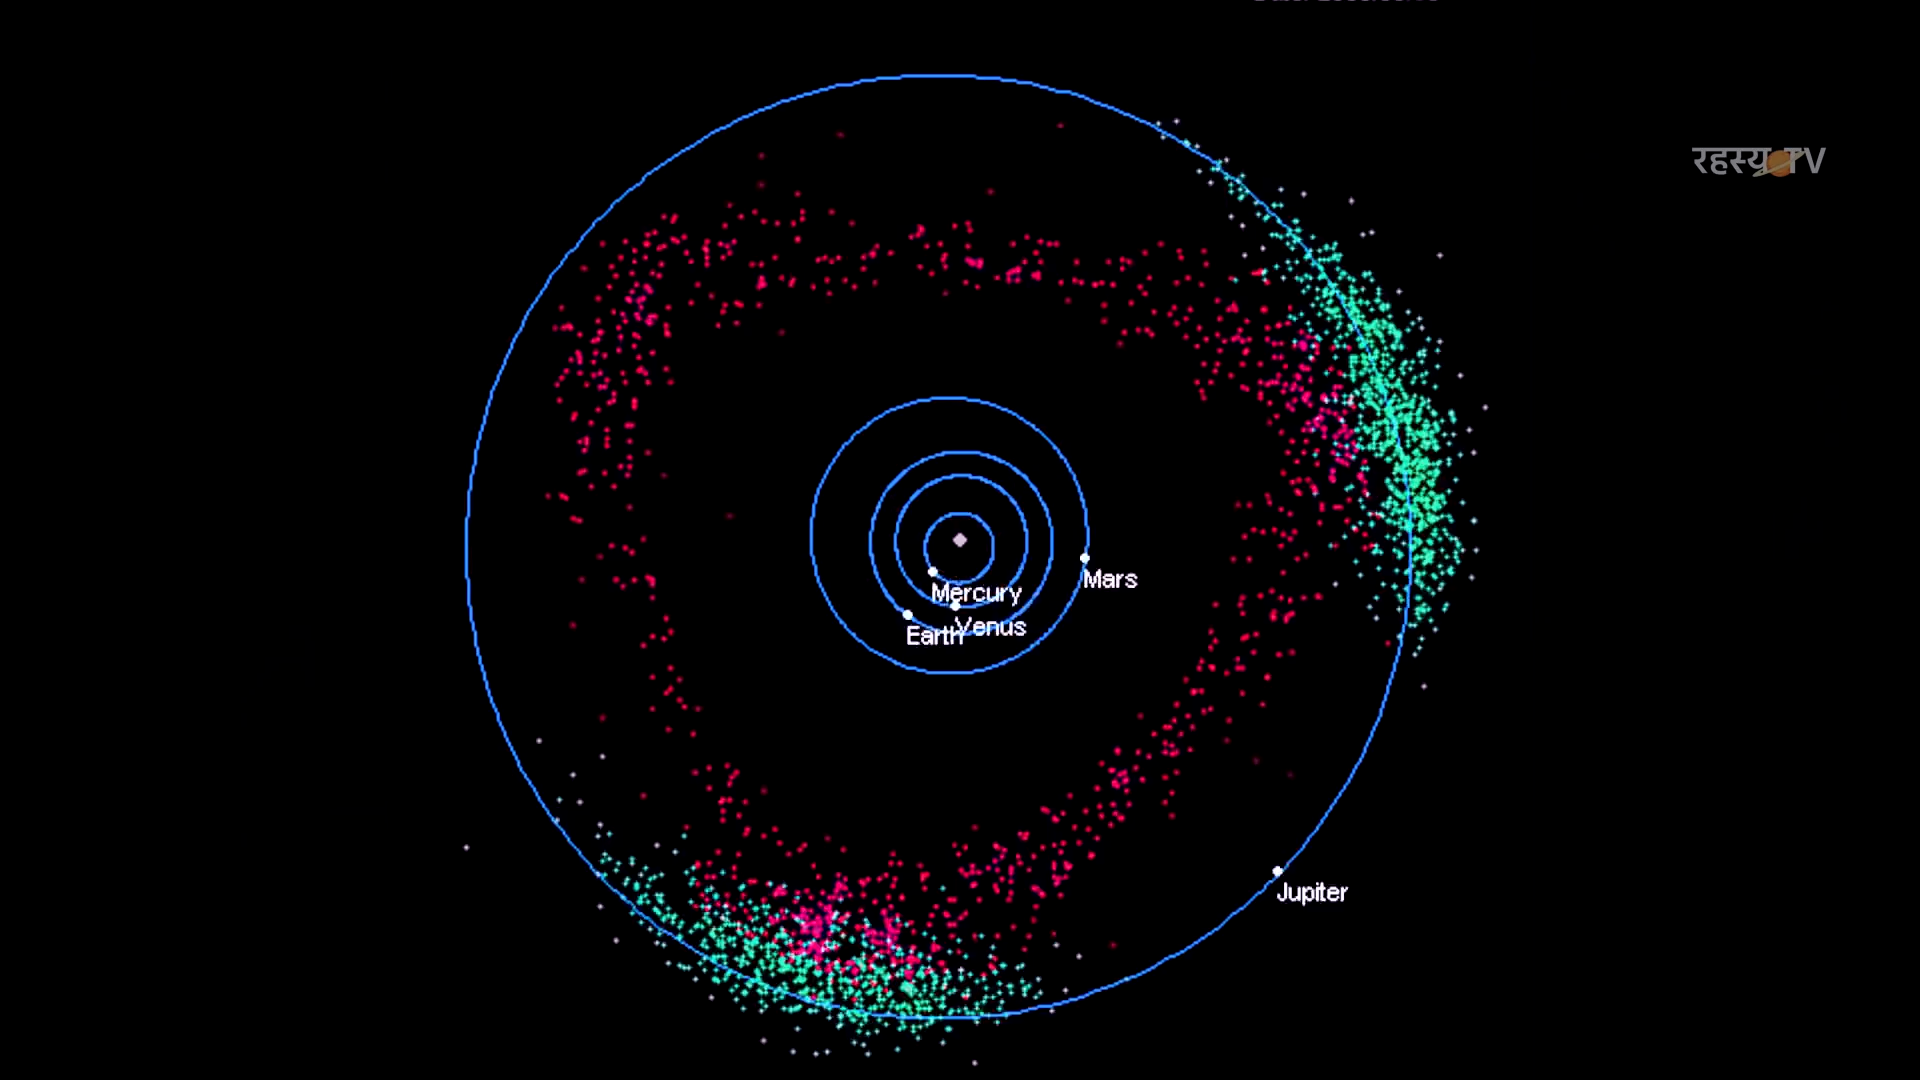 रहस्य TV
Mars
Mercury
Venus
Earth
Jupiter